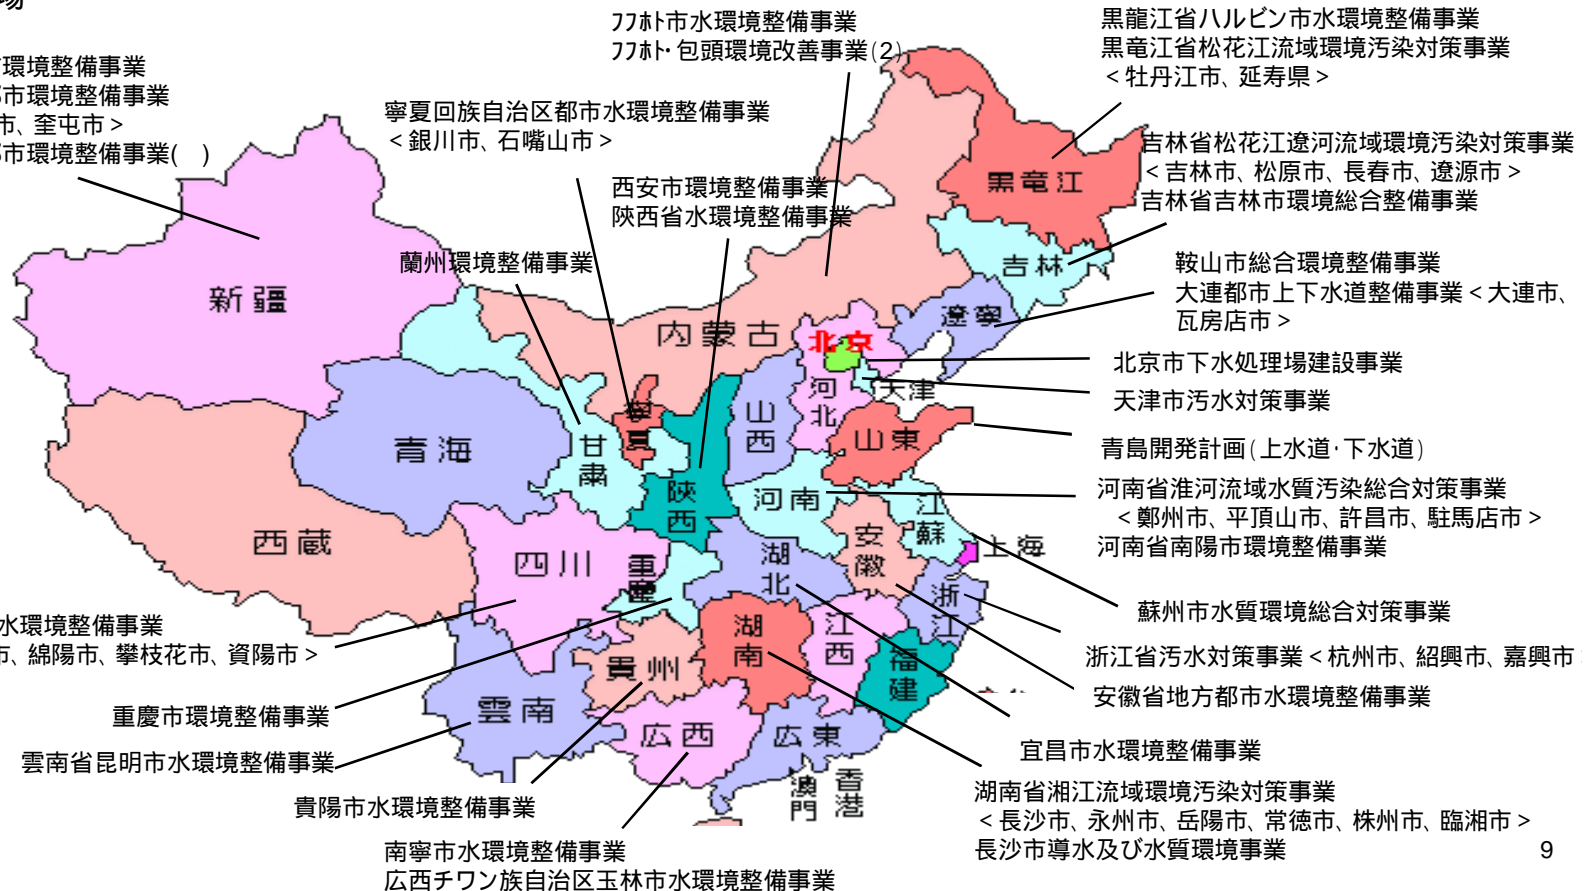 場
ﾌﾌﾎﾄ市水環境整備事業
ﾌﾌﾎﾄ・包頭環境改善事業(2)
黒龍江省ハルビン市水環境整備事業
黒竜江省松花江流域環境汚染対策事業
<牡丹江市、延寿県>
環境整備事業
市環境整備事業
市、奎屯市>
市環境整備事業( )
寧夏回族自治区都市水環境整備事業
<銀川市、石嘴山市>
吉林省松花江遼河流域環境汚染対策事業
<吉林市、松原市、長春市、遼源市>
吉林省吉林市環境総合整備事業
西安市環境整備事業
陝西省水環境整備事業
蘭州環境整備事業
鞍山市総合環境整備事業
大連都市上下水道整備事業<大連市、
瓦房店市>
北京市下水処理場建設事業
天津市汚水対策事業
青島開発計画(上水道・下水道)
河南省淮河流域水質汚染総合対策事業
<鄭州市、平頂山市、許昌市、駐馬店市>
河南省南陽市環境整備事業
蘇州市水質環境総合対策事業
浙江省汚水対策事業<杭州市、紹興市、嘉興市
安徽省地方都市水環境整備事業
宜昌市水環境整備事業
湖南省湘江流域環境汚染対策事業
<長沙市、永州市、岳陽市、常徳市、株州市、臨湘市>
長沙市導水及び水質環境事業
水環境整備事業
市、綿陽市、攀枝花市、資陽市>
重慶市環境整備事業
雲南省昆明市水環境整備事業
貴陽市水環境整備事業
南寧市水環境整備事業
広西チワン族自治区玉林市水環境整備事業
黒竜江
吉林
遼寧
新疆
内蒙古
北京
天津
河北
山西
山東
寧夏
甘粛
青海
陝西
河南
江蘇
安徽
上海
西蔵
四川
重慶
湖北
浙江
湖南
江西
福建
貴州
雲南
広西
広東
澳門
香港
9